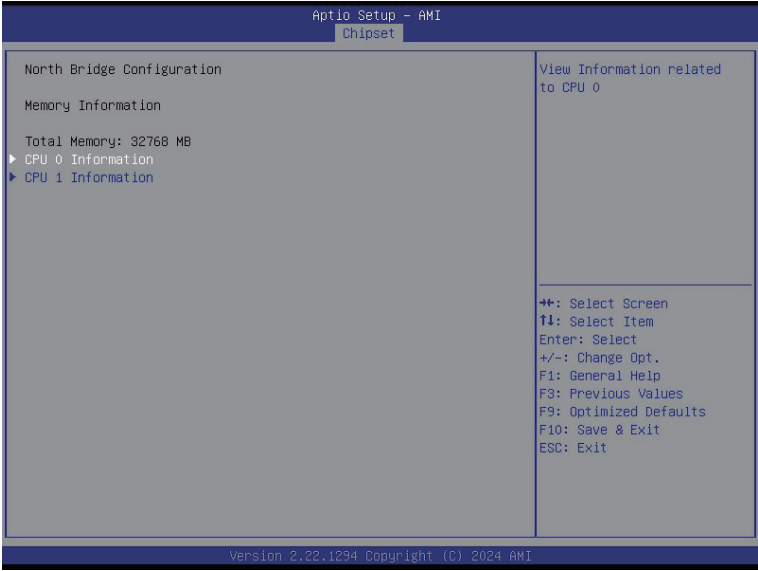 Aptio Setup – AMI
Chipset
North Bridge Configuration
Memory Information
Total Memory: 32768 MB
▶ CPU 0 Information
▶ CPU 1 Information
View Information related
to CPU 0
→←: Select Screen
↑↓: Select Item
Enter: Select
+/-: Change Opt.
F1: General Help
F3: Previous Values
F9: Optimized Defaults
F10: Save & Exit
ESC: Exit
Version 2.22.1294 Copyright (C) 2024 AMI